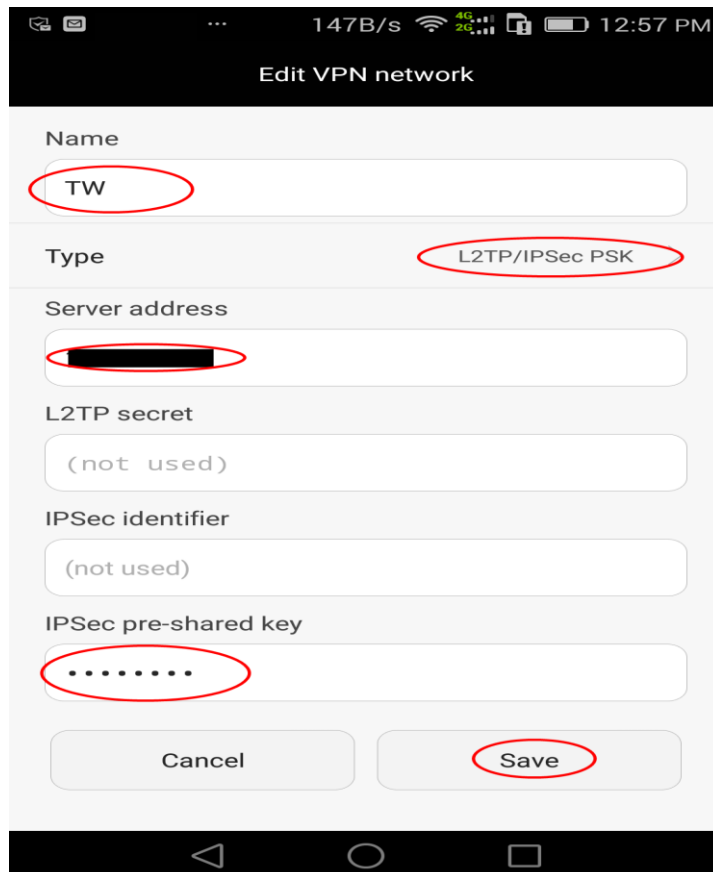 ... 147B/s 4G 2G 12:57 PM
Edit VPN network
Name
TW
Type L2TP/IPSec PSK
Server address
L2TP secret
(not used)
IPSec identifier
(not used)
IPSec pre-shared key
••••••••
Cancel Save